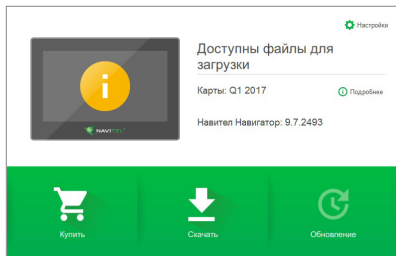 Настройки
Доступны файлы для
загрузки
Карты: Q1 2017
Подробнее
Навител Навигатор: 9.7.2493
NAVITEL
Купить
Скачать
Обновление